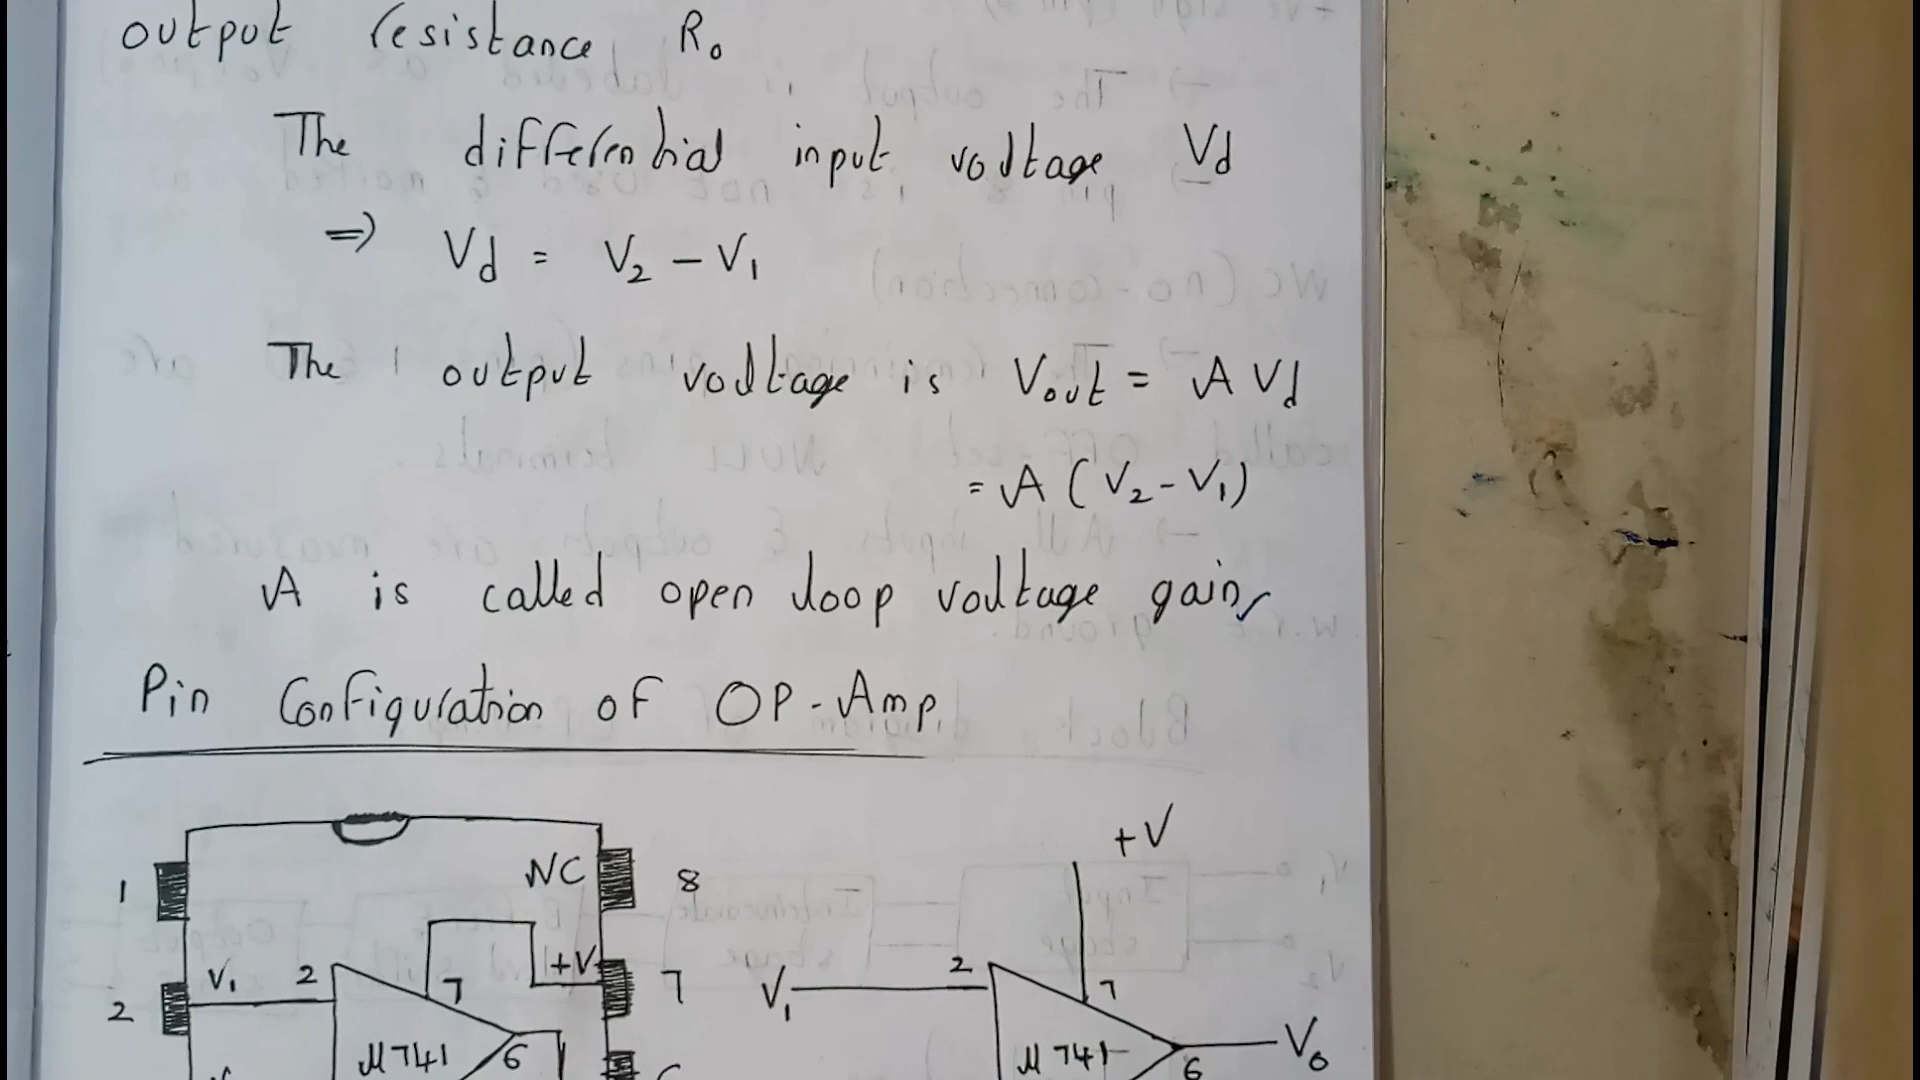 output resistance Ro
The differential input voltage Vd
⇒ Vd = V2 - V1
The output voltage is Vout = A Vd
= A (V2 - V1)
A is called open loop voltage gain
Pin Configuration of OP-Amp.
+V
NC
1
8
V1 2 7 +V
2
7
V1 2 7
μ741 6
μ741 6 Vo